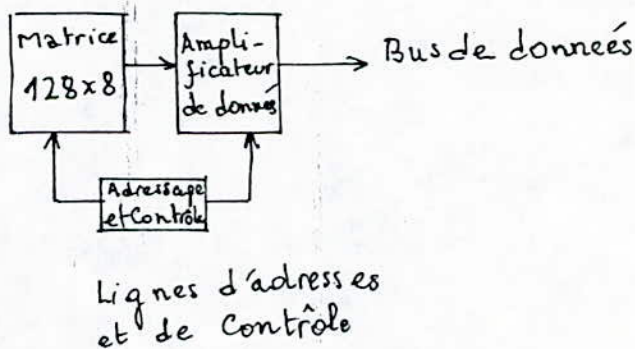 Matrice
128x8
Ampli-
ficateur
de donnés
Bus de donneés
Adressage
et Contrôle
Lignes d'adresses
et de Contrôle